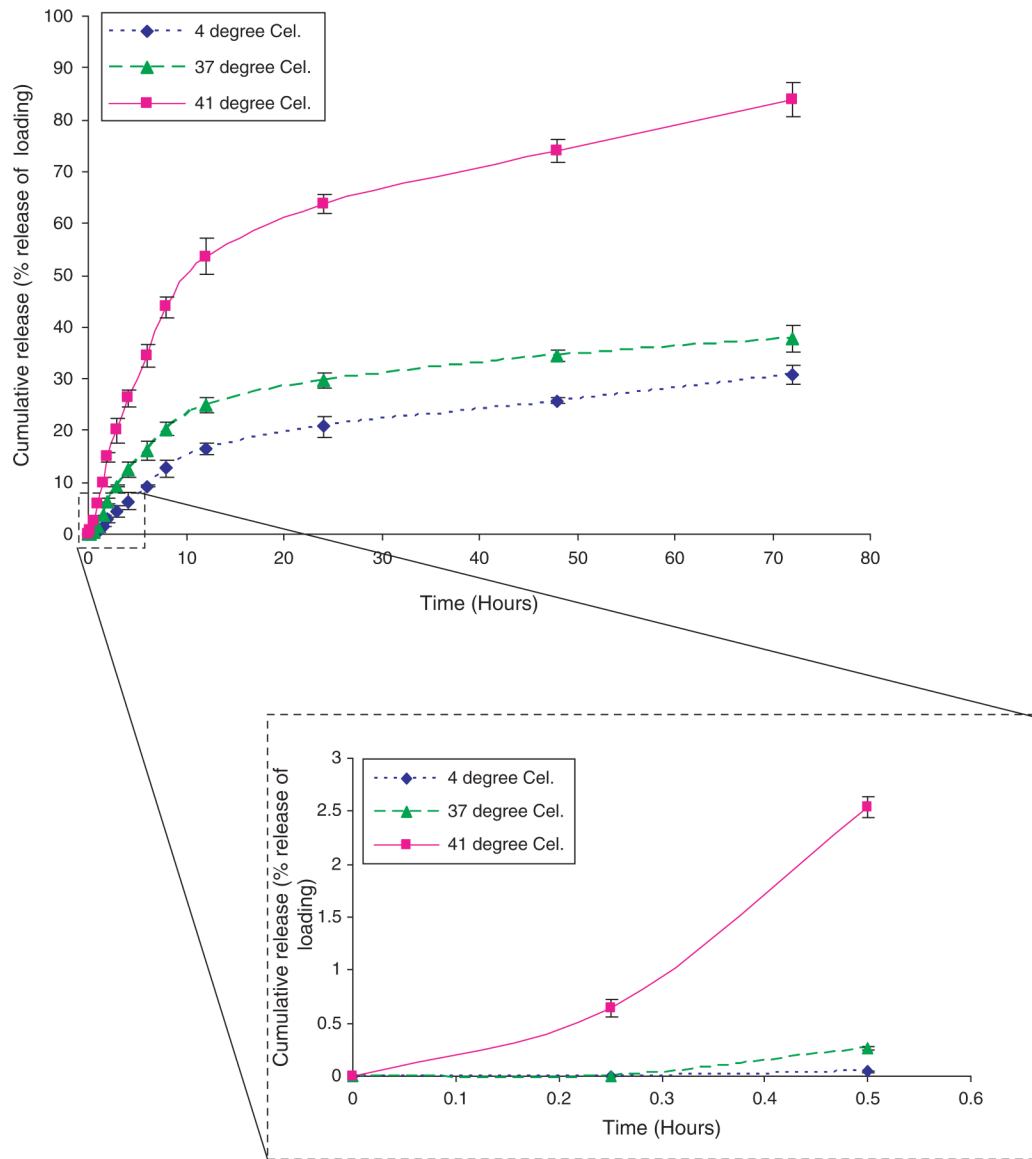 100
90
80
70
60
50
40
30
20
10
0
Cumulative release (% release of loading)
4 degree Cel.
37 degree Cel.
41 degree Cel.
0 10 20 30 40 50 60 70 80
Time (Hours)
3
2.5
2
1.5
1
0.5
0
Cumulative release (% release of
loading)
4 degree Cel.
37 degree Cel.
41 degree Cel.
0 0.1 0.2 0.3 0.4 0.5 0.6
Time (Hours)